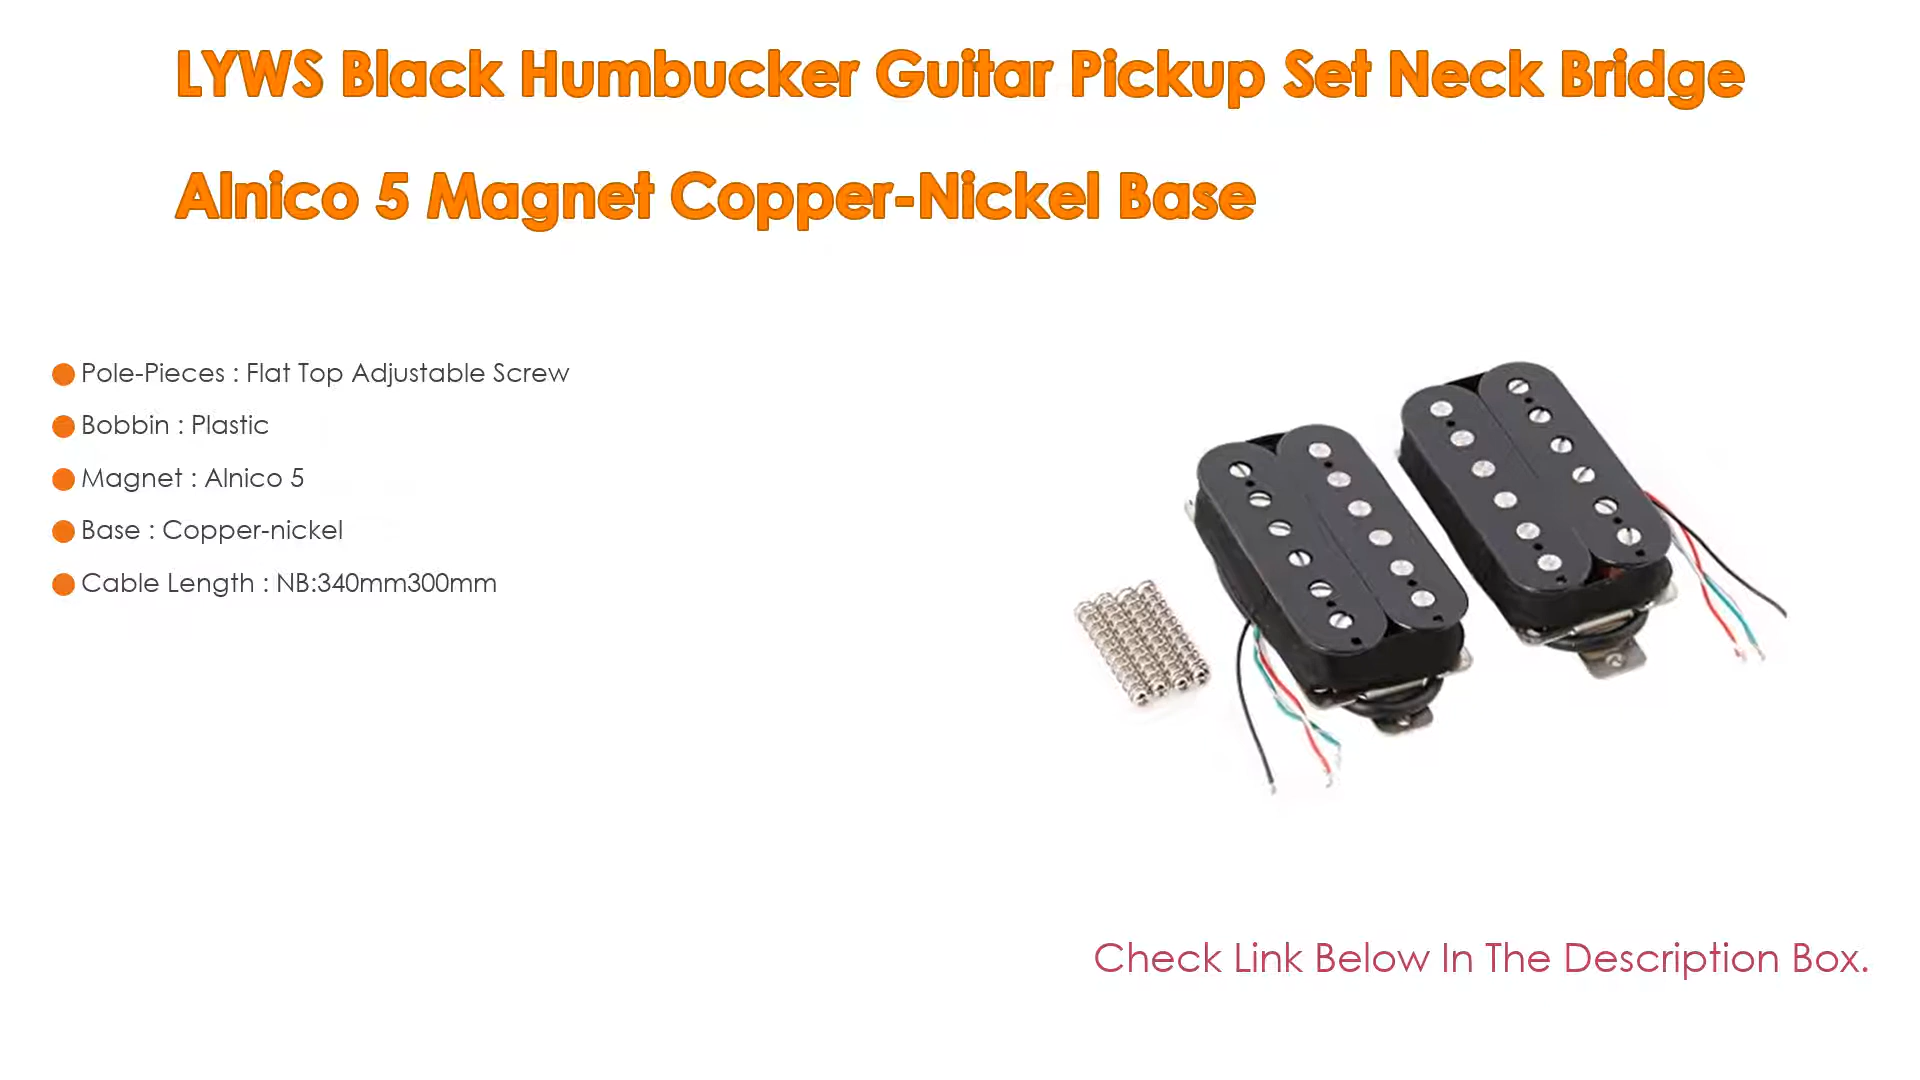 LYWS Black Humbucker Guitar Pickup Set Neck Bridge
Alnico 5 Magnet Copper-Nickel Base
Pole-Pieces : Flat Top Adjustable Screw
Bobbin : Plastic
Magnet : Alnico 5
Base : Copper-nickel
Cable Length : NB:340mm300mm
Check Link Below In The Description Box.